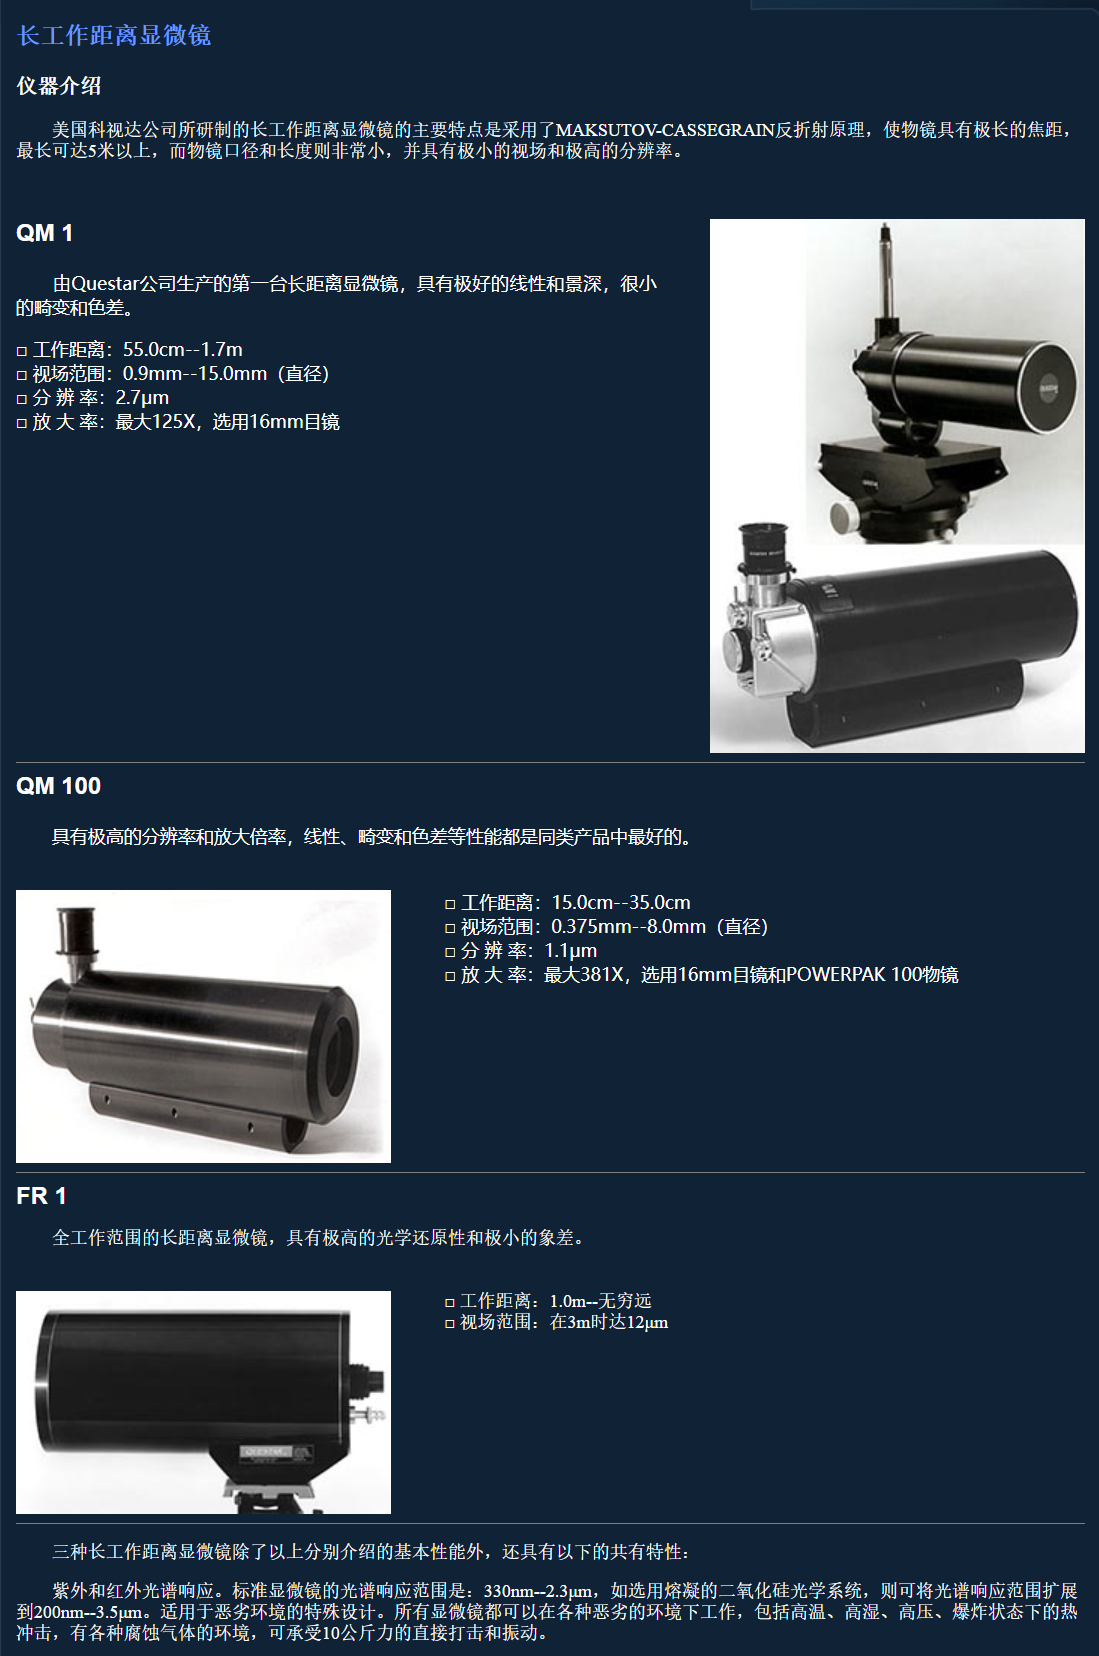 长工作距离显微镜
仪器介绍
美国科视达公司所研制的长工作距离显微镜的主要特点是采用了MAKSUTOV-CASSEGRAIN反折射原理，使物镜具有极长的焦距，
最长可达5米以上，而物镜口径和长度则非常小，并具有极小的视场和极高的分辨率。
QM 1
由Questar公司生产的第一台长距离显微镜，具有极好的线性和景深，很小
的畸变和色差。
□ 工作距离：55.0cm--1.7m
□ 视场范围：0.9mm--15.0mm（直径）
□ 分 辨 率：2.7μm
□ 放 大 率：最大125X，选用16mm目镜
QM 100
具有极高的分辨率和放大倍率，线性、畸变和色差等性能都是同类产品中最好的。
□ 工作距离：15.0cm--35.0cm
□ 视场范围：0.375mm--8.0mm（直径）
□ 分 辨 率：1.1μm
□ 放 大 率：最大381X，选用16mm目镜和POWERPAK 100物镜
FR 1
全工作范围的长距离显微镜，具有极高的光学还原性和极小的象差。
□ 工作距离：1.0m--无穷远
□ 视场范围：在3m时达12μm
三种长工作距离显微镜除了以上分别介绍的基本性能外，还具有以下的共有特性：
紫外和红外光谱响应。标准显微镜的光谱响应范围是：330nm--2.3μm，如选用熔凝的二氧化硅光学系统，则可将光谱响应范围扩展
到200nm--3.5μm。适用于恶劣环境的特殊设计。所有显微镜都可以在各种恶劣的环境下工作，包括高温、高湿、高压、爆炸状态下的热
冲击，有各种腐蚀气体的环境，可承受10公斤力的直接打击和振动。